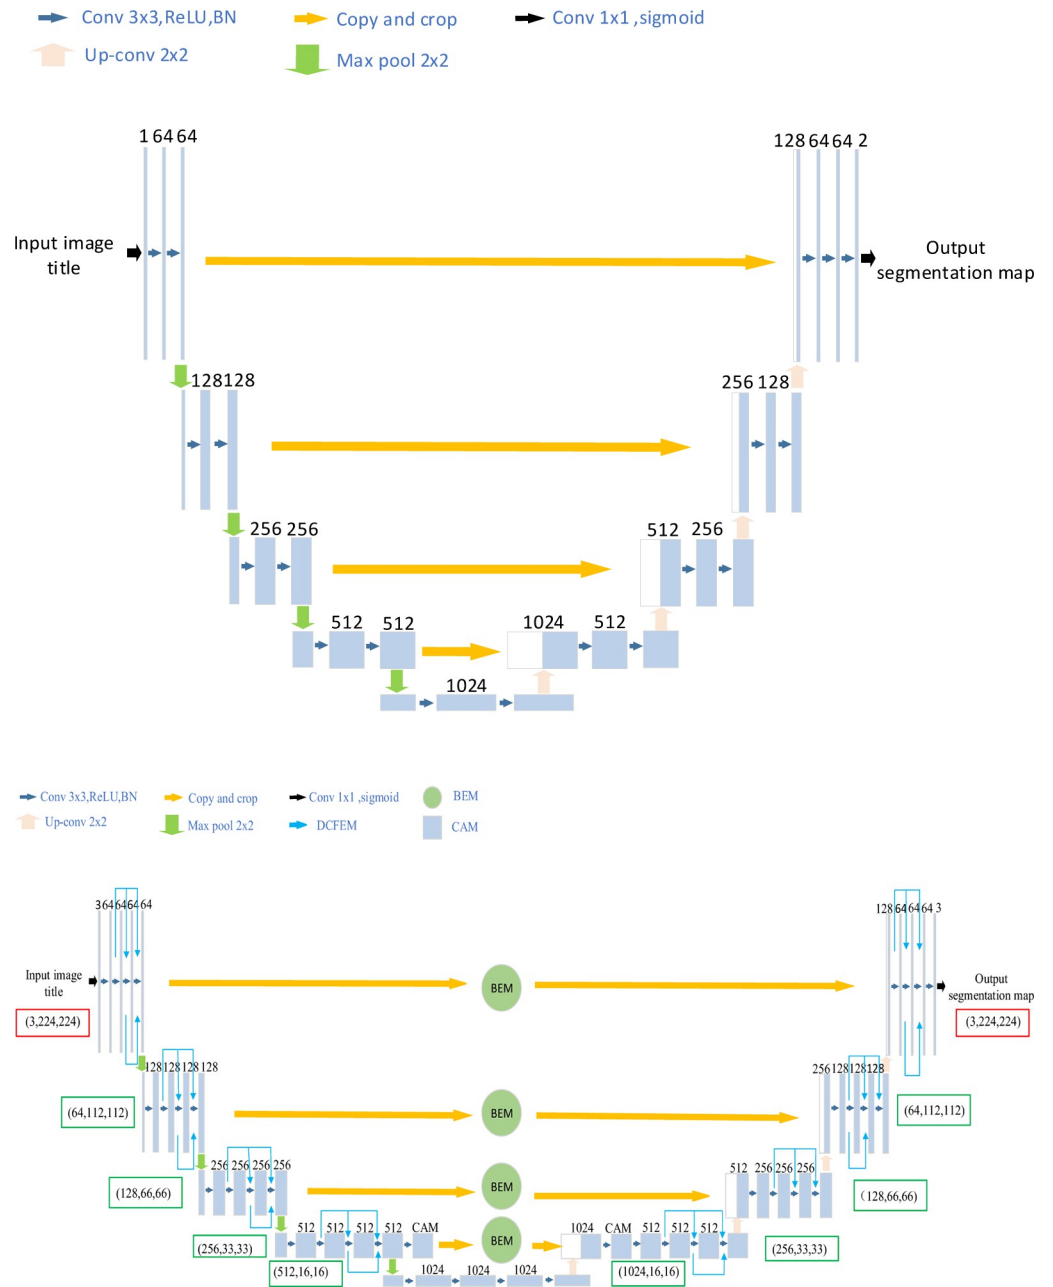 Conv 3x3,ReLU,BN Copy and crop Conv 1x1 ,sigmoid
Up-conv 2x2 Max pool 2x2
1 64 64 128 64 64 2
Input image
title
Output
segmentation map
128 128 256 128
256 256 512 256
512 512 1024 512
1024
Conv 3x3,ReLU,BN Copy and crop Conv 1x1 ,sigmoid BEM
Up-conv 2x2 Max pool 2x2 DCFEM CAM
3 64 64 64 64 128 64 64 64 3
Input image
title
BEM
Output
segmentation map
(3,224,224) (3,224,224)
128 128 128 128 256 128 128 128
(64,112,112) BEM (64,112,112)
256 256 256 256 512 256 256 256
(128,66,66) BEM (128,66,66)
512 512 512 512 CAM BEM 1024 CAM 512 512 512
(256,33,33) (256,33,33)
(512,16,16) (1024,16,16)
1024 1024 1024